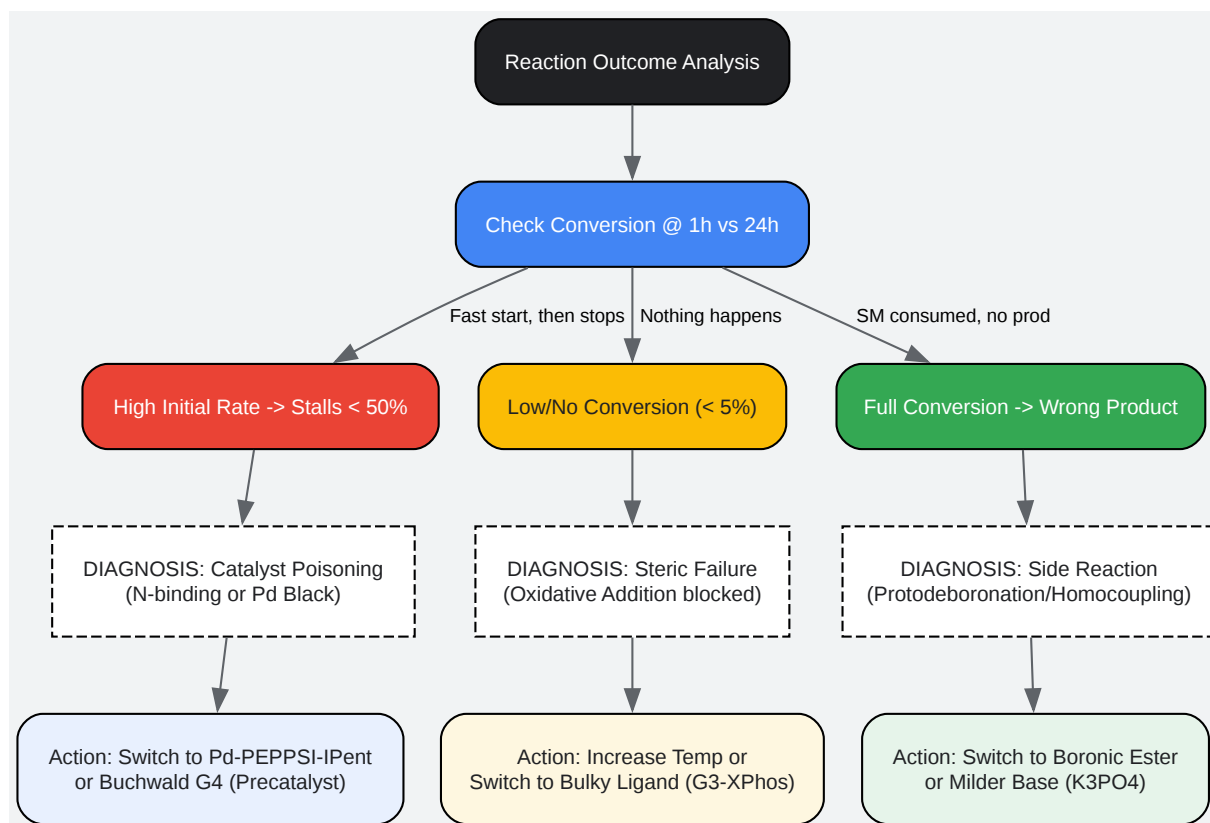 Reaction Outcome Analysis
Check Conversion @ 1h vs 24h
Fast start, then stops
Nothing happens
SM consumed, no prod
High Initial Rate -> Stalls < 50%
Low/No Conversion (< 5%)
Full Conversion -> Wrong Product
DIAGNOSIS: Catalyst Poisoning
(N-binding or Pd Black)
DIAGNOSIS: Steric Failure
(Oxidative Addition blocked)
DIAGNOSIS: Side Reaction
(Protodeboronation/Homocoupling)
Action: Switch to Pd-PEPPSI-IPent
or Buchwald G4 (Precatalyst)
Action: Increase Temp or
Switch to Bulky Ligand (G3-XPhos)
Action: Switch to Boronic Ester
or Milder Base (K3PO4)